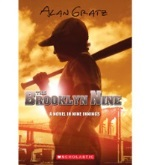 ALAN GRATZ
THE
BROOKLYN NINE
A NOVEL IN NINE INNINGS
SCHOLASTIC